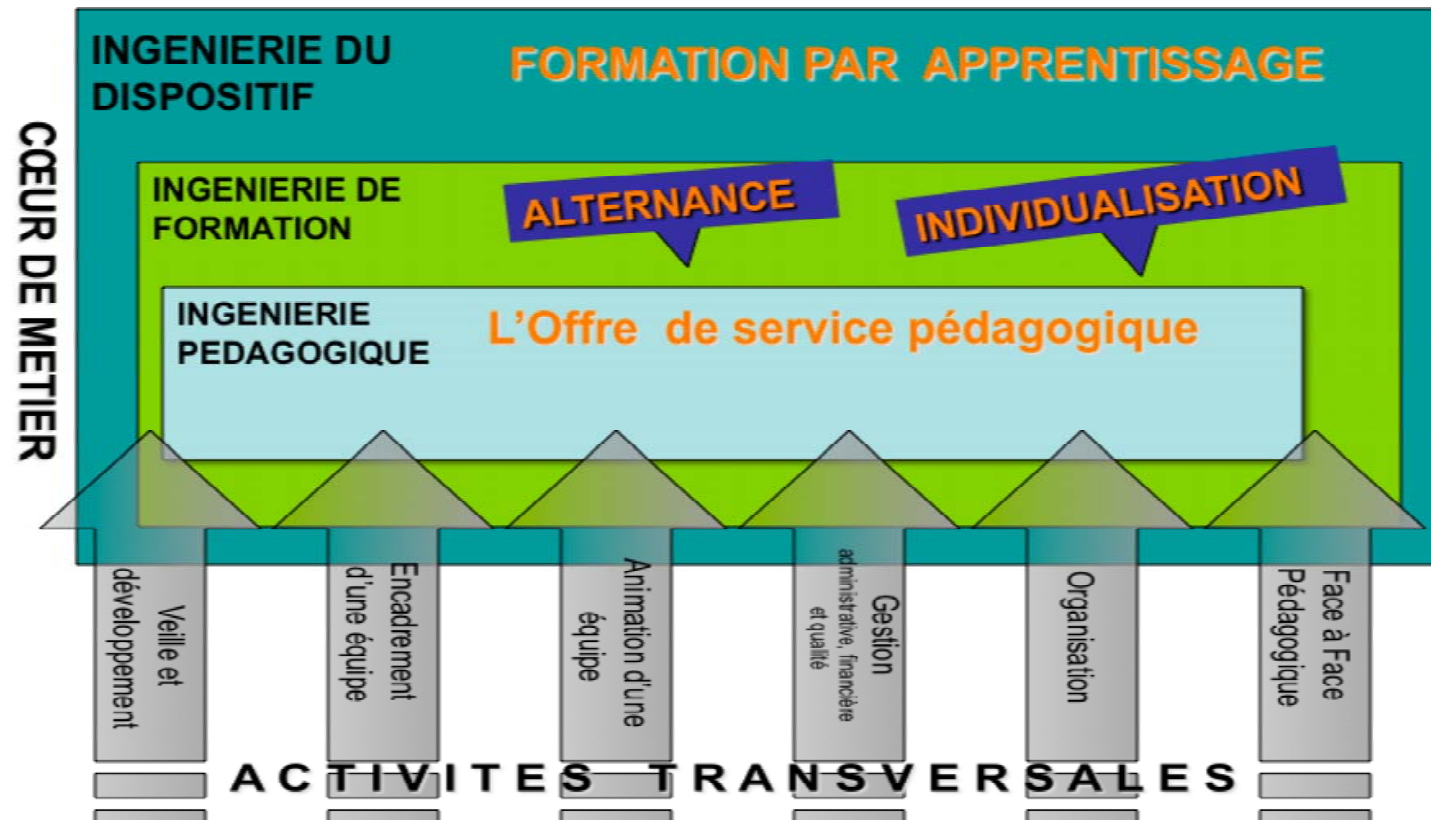 INGENIERIE DU
DISPOSITIF
FORMATION PAR APPRENTISSAGE
CŒUR DE METIER
INGENIERIE DE
FORMATION
ALTERNANCE
INDIVIDUALISATION
INGENIERIE
PEDAGOGIQUE
L’Offre de service pédagogique
Veille et
développement
Encadrement
d'une équipe
Animation d'une
équipe
Gestion
administrative, financière
et qualité
Organisation
Face à Face
Pédagogique
ACTIVITES TRANSVERSALES